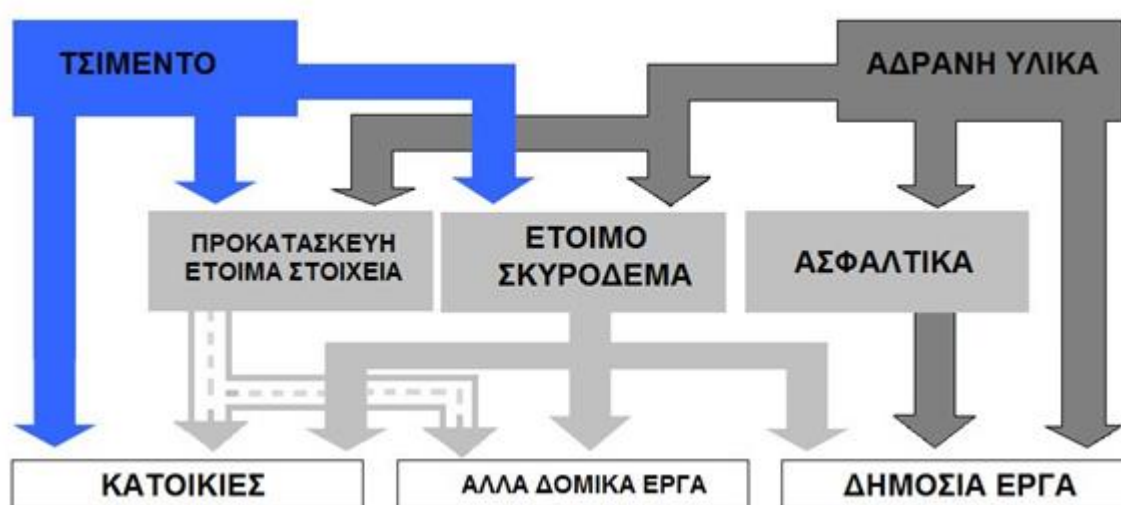 ΤΣΙΜΕΝΤΟ
ΑΔΡΑΝΗ ΥΛΙΚΑ
ΠΡΟΚΑΤΑΣΚΕΥΗ
ΕΤΟΙΜΑ ΣΤΟΙΧΕΙΑ
ΕΤΟΙΜΟ
ΣΚΥΡΟΔΕΜΑ
ΑΣΦΑΛΤΙΚΑ
ΚΑΤΟΙΚΙΕΣ
ΑΛΛΑ ΔΟΜΙΚΑ ΕΡΓΑ
ΔΗΜΟΣΙΑ ΕΡΓΑ